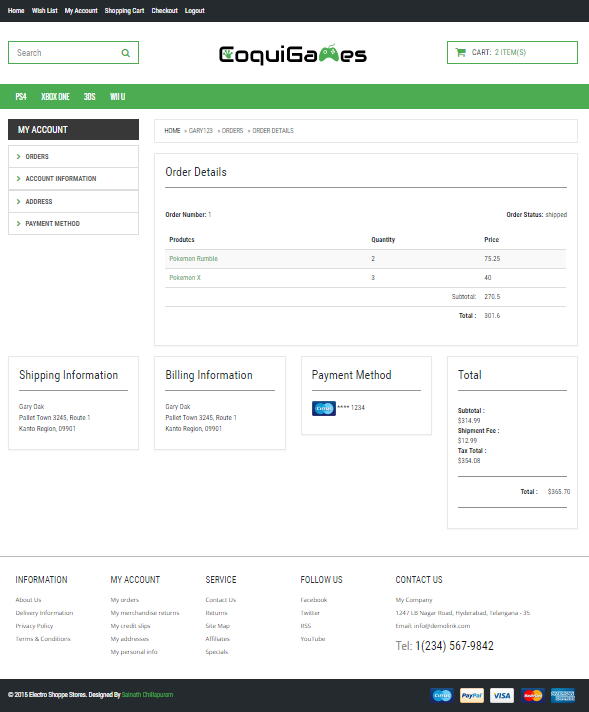 Home Wish List My Account Shopping Cart Checkout Logout
Search
CoquiGames
CART: 2 ITEM(S)
PS4 XBOX ONE 3DS WII U
MY ACCOUNT
ORDERS
ACCOUNT INFORMATION
ADDRESS
PAYMENT METHOD
HOME » GARY123 » ORDERS » ORDER DETAILS
Order Details
Order Number: 1 Order Status: shipped
Produtcs Quantity Price
Pokemon Rumble 2 75.25
Pokemon X 3 40
Subtotal: 270.5
Total : 301.6
Shipping Information
Gary Oak
Pallet Town 3245, Route 1
Kanto Region, 09901
Billing Information
Gary Oak
Pallet Town 3245, Route 1
Kanto Region, 09901
Payment Method
Cirrus **** 1234
Total
Subtotal :
$314.99
Shipment Fee :
$12.99
Tax Total :
$354.08
Total : $365.70
INFORMATION
About Us
Delivery Information
Privacy Policy
Terms & Conditions
MY ACCOUNT
My orders
My merchandise returns
My credit slips
My addresses
My personal info
SERVICE
Contact Us
Returns
Site Map
Affiliates
Specials
FOLLOW US
Facebook
Twitter
RSS
YouTube
CONTACT US
My Company
1247 LB Nagar Road, Hyderabad, Telangana - 35
Email: info@demolink.com
Tel: 1(234) 567-9842
© 2015 Electro Shoppe Stores. Designed By Sainath Chillapuram
Cirrus PayPal VISA MasterCard